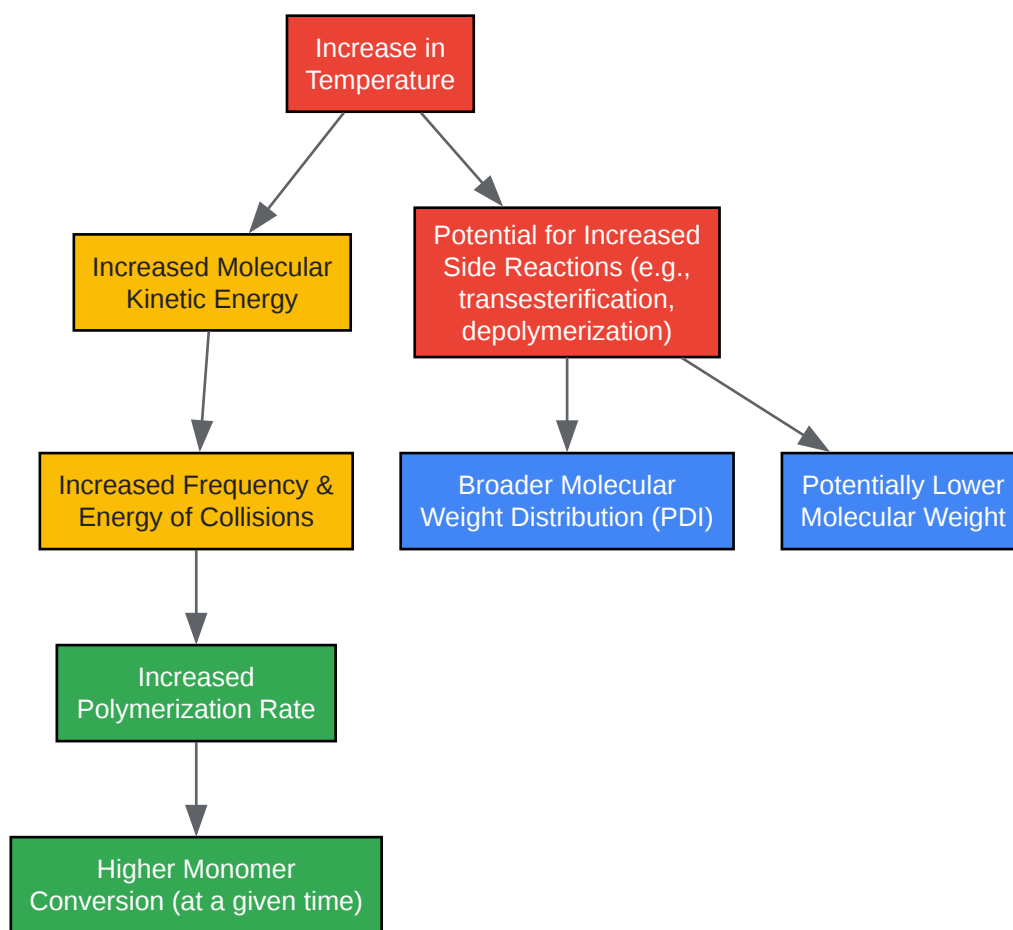 Increase in
Temperature
Increased Molecular
Kinetic Energy
Potential for Increased
Side Reactions (e.g.,
transesterification,
depolymerization)
Increased Frequency &
Energy of Collisions
Broader Molecular
Weight Distribution (PDI)
Potentially Lower
Molecular Weight
Increased
Polymerization Rate
Higher Monomer
Conversion (at a given time)